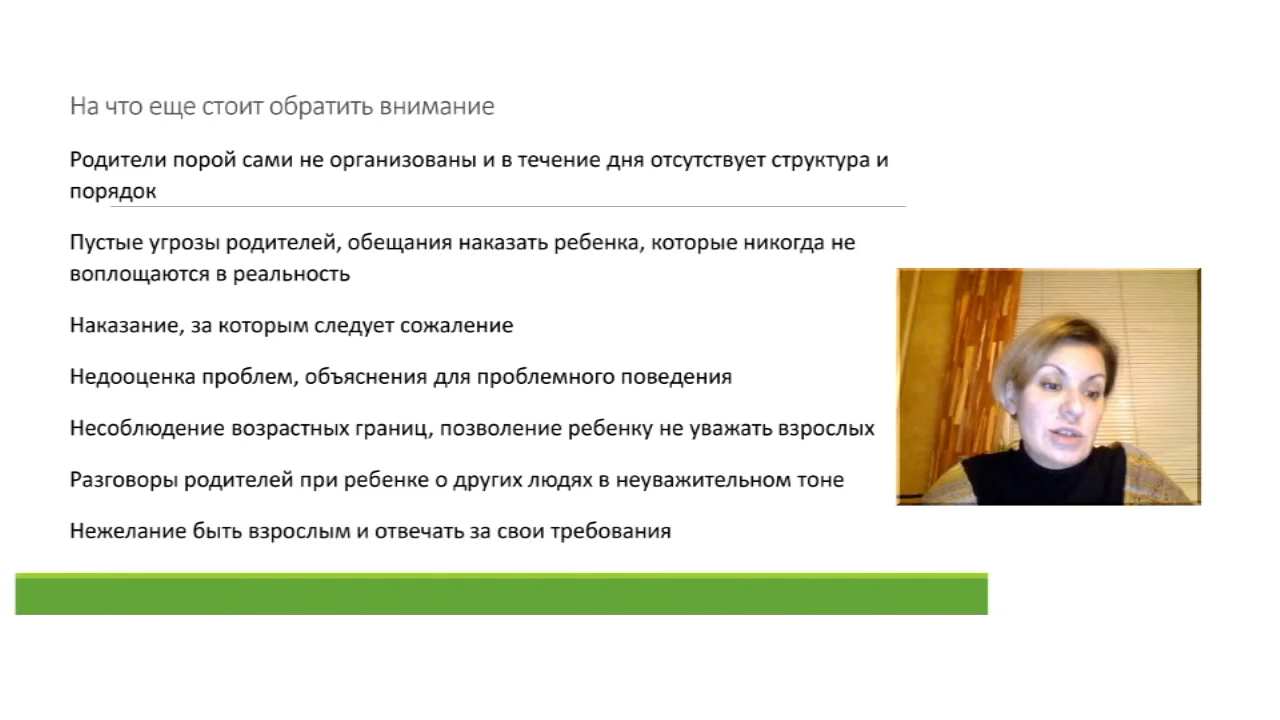 На что еще стоит обратить внимание
Родители порой сами не организованы и в течение дня отсутствует структура и
порядок
Пустые угрозы родителей, обещания наказать ребенка, которые никогда не
воплощаются в реальность
Наказание, за которым следует сожаление
Недооценка проблем, объяснения для проблемного поведения
Несоблюдение возрастных границ, позволение ребенку не уважать взрослых
Разговоры родителей при ребенке о других людях в неуважительном тоне
Нежелание быть взрослым и отвечать за свои требования